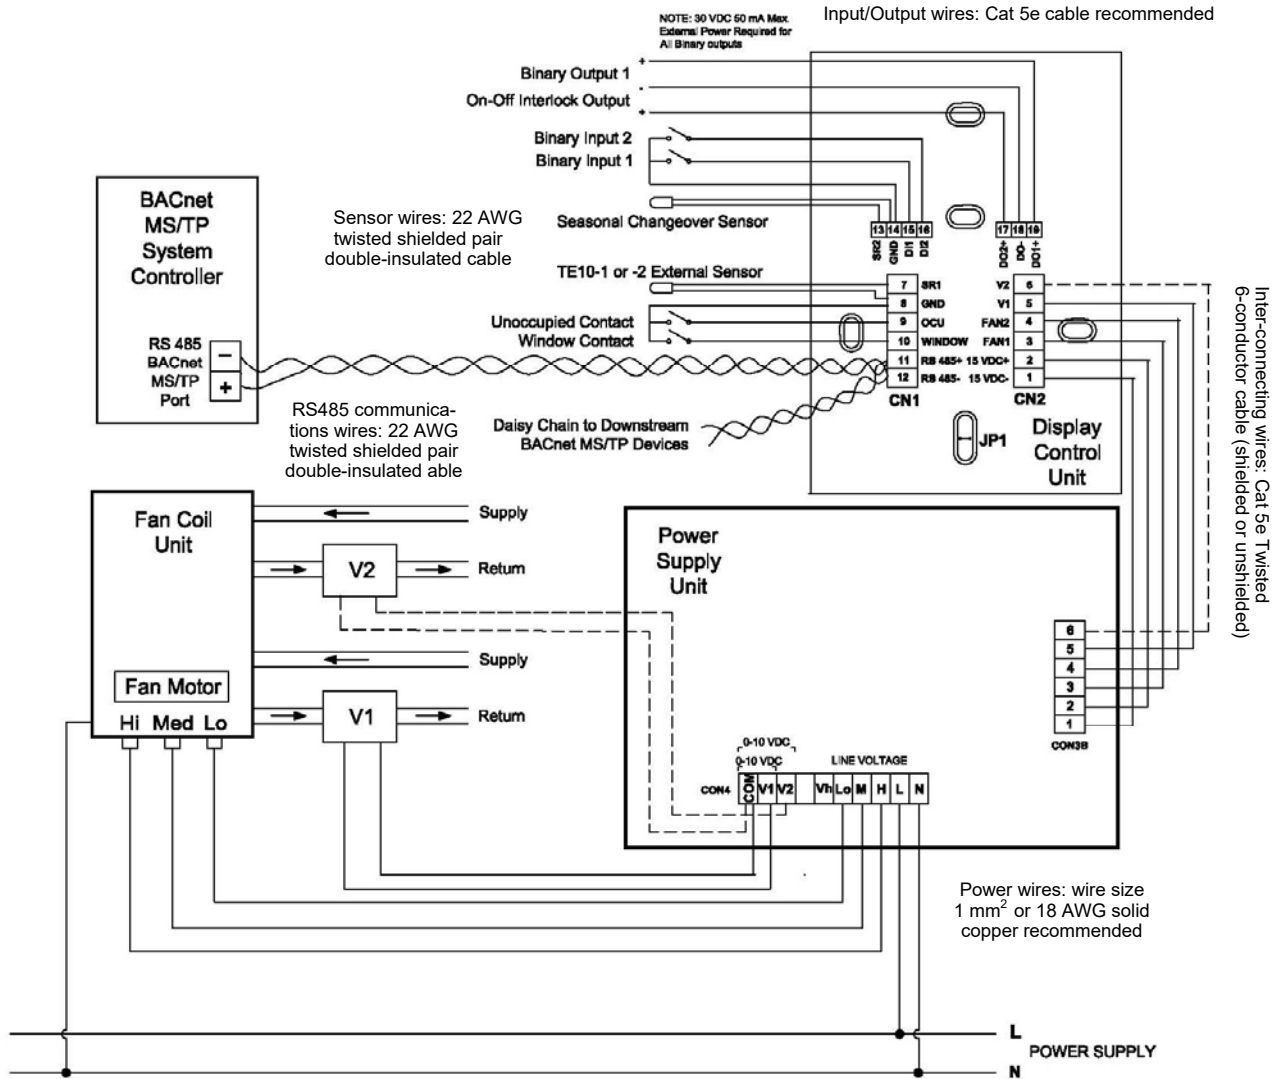 NOTE: 30 VDC 50 mA Max.
External Power Required for
All Binary outputs
Input/Output wires: Cat 5e cable recommended
+
Binary Output 1
-
On-Off Interlock Output
+
Binary Input 2
Binary Input 1
Seasonal Changeover Sensor
TE10-1 or -2 External Sensor
Unoccupied Contact
Window Contact
BACnet
MS/TP
System
Controller
RS 485
BACnet
MS/TP
Port
−
+
Sensor wires: 22 AWG
twisted shielded pair
double-insulated cable
RS485 communica-
tions wires: 22 AWG
twisted shielded pair
double-insulated able
Daisy Chain to Downstream
BACnet MS/TP Devices
13 14 15 16
SR2
GND
DI1
DI2
17 18 19
DO2+
DO-
DO1+
7 SR1
8 GND
9 OCU
10 WINDOW
11 RS 485+
12 RS 485-
CN1
V2 6
V1 5
FAN2 4
FAN1 3
15 VDC+ 2
15 VDC- 1
CN2
JP1
Display
Control
Unit
Inter-connecting wires: Cat 5e Twisted
6-conductor cable (shielded or unshielded)
Fan Coil
Unit
Supply
V2
Return
Supply
Fan Motor
Hi Med Lo
V1
Return
Power
Supply
Unit
6
5
4
3
2
1
CON3B
0-10 VDC
0-10 VDC
LINE VOLTAGE
CON4
COM V1 V2 Vh Lo M H L N
Power wires: wire size
1 mm² or 18 AWG solid
copper recommended
L
POWER SUPPLY
N